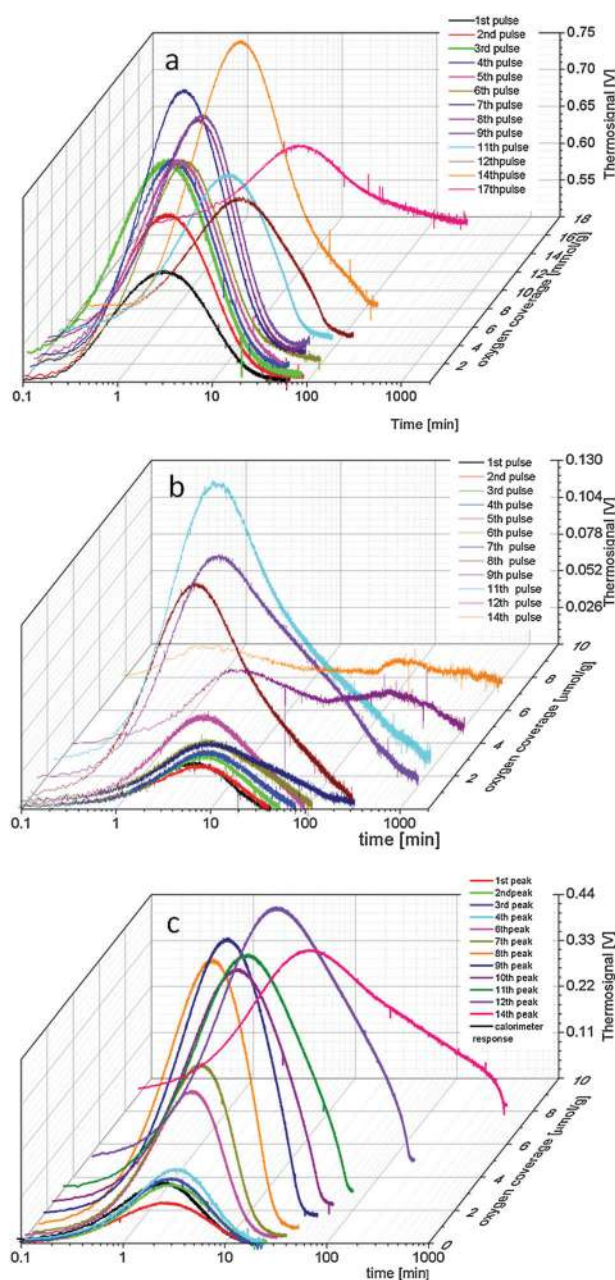 a
1st pulse
2nd pulse
3rd pulse
4th pulse
5th pulse
6th pulse
7th pulse
8th pulse
9th pulse
11th pulse
12thpulse
14thpulse
17thpulse
0.75
0.70
0.65
0.60
0.55
Thermosignal [V]
18
16
14
12
10
8
6
4
2
oxygen coverage [mmol/g]
0.1
1
10
100
1000
Time [min]
b
1st pulse
2nd pulse
3rd pulse
4th pulse
5th pulse
6th pulse
7th pulse
8th pulse
9th pulse
11th pulse
12th pulse
14th pulse
0.130
0.104
0.078
0.052
0.026
Thermosignal [V]
10
8
6
4
2
oxygen coverage [µmol/g]
0.1
1
10
100
1000
time [min]
c
1st peak
2ndpeak
3rd peak
4th peak
6thpeak
7th peak
8th peak
9th peak
10th peak
11th peak
12th peak
14th peak
calorimeter
response
0.44
0.33
0.22
0.11
Thermosignal [V]
10
8
6
4
2
0
oxygen coverage [µmol/g]
0.1
1
10
100
1000
time [min]